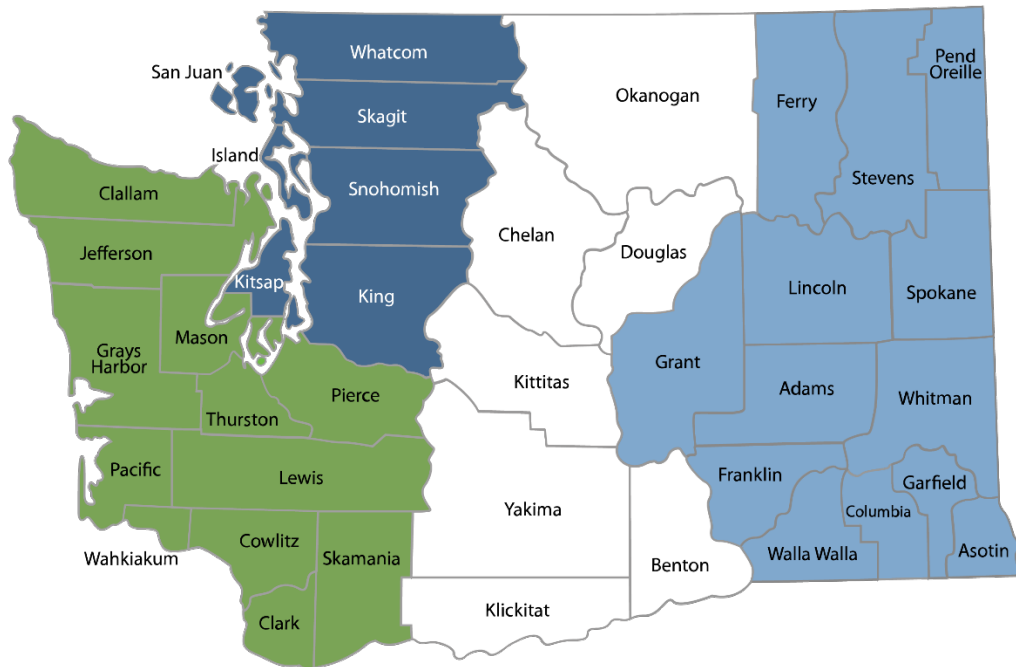 Whatcom
Pend
Oreille
San Juan
Okanogan
Ferry
Skagit
Island
Stevens
Snohomish
Clallam
Chelan
Douglas
Jefferson
Kitsap
King
Lincoln
Spokane
Mason
Grays
Harbor
Grant
Kittitas
Adams
Pierce
Whitman
Thurston
Pacific
Lewis
Franklin
Garfield
Yakima
Columbia
Cowlitz
Skamania
Wahkiakum
Walla Walla
Asotin
Benton
Klickitat
Clark